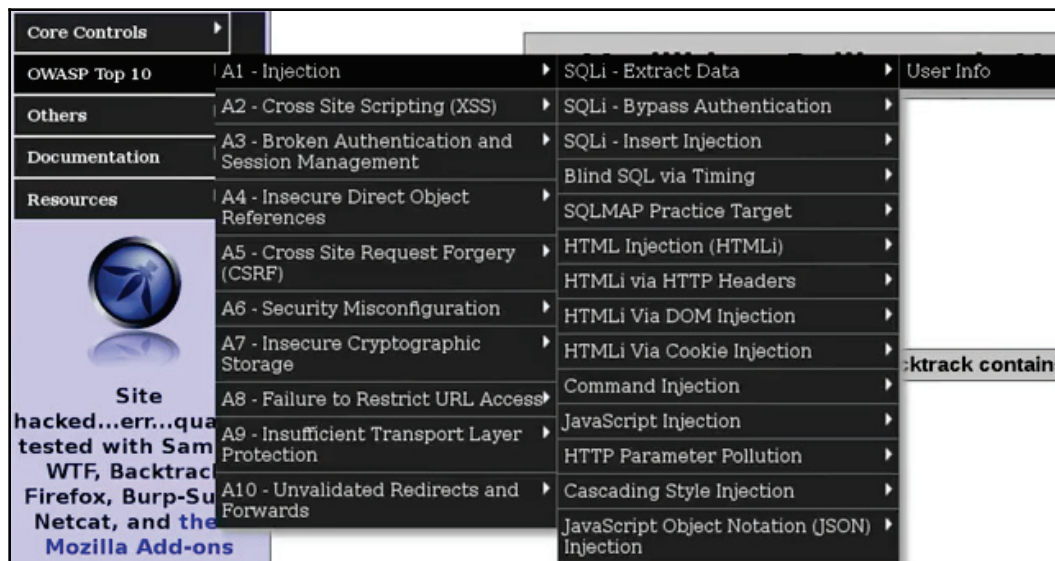 Core Controls
OWASP Top 10
Others
Documentation
Resources
Site
hacked...err...qua
tested with Sam
WTF, Backtrac
Firefox, Burp-Su
Netcat, and the
Mozilla Add-ons
A1 - Injection
A2 - Cross Site Scripting (XSS)
A3 - Broken Authentication and
Session Management
A4 - Insecure Direct Object
References
A5 - Cross Site Request Forgery
(CSRF)
A6 - Security Misconfiguration
A7 - Insecure Cryptographic
Storage
A8 - Failure to Restrict URL Access
A9 - Insufficient Transport Layer
Protection
A10 - Unvalidated Redirects and
Forwards
SQLi - Extract Data
SQLi - Bypass Authentication
SQLi - Insert Injection
Blind SQL via Timing
SQLMAP Practice Target
HTML Injection (HTMLi)
HTMLi via HTTP Headers
HTMLi Via DOM Injection
HTMLi Via Cookie Injection
Command Injection
JavaScript Injection
HTTP Parameter Pollution
Cascading Style Injection
JavaScript Object Notation (JSON)
Injection
User Info
cktrack contain